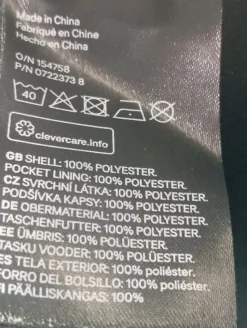 Made in China
Fabriqué en Chine
Hecho en China
O/N 154758
P/N 0722373 8
40
clevercare.info
GB SHELL: 100% POLYESTER.
POCKET LINING: 100% POLYESTER.
CZ SVRCHNÍ LÁTKA: 100% POLYESTER.
PODŠÍVKA KAPSY: 100% POLYESTER.
DE OBERMATERIAL: 100% POLYESTER.
TASCHENFUTTER: 100% POLYESTER.
EE ÜMBRIS: 100% POLÜESTER.
TASKU VOODER: 100% POLÜESTER.
ES TELA EXTERIOR: 100% poliéster.
FORRO DEL BOLSILLO: 100% poliéster.
FI PÄÄLLISKANGAS: 100%